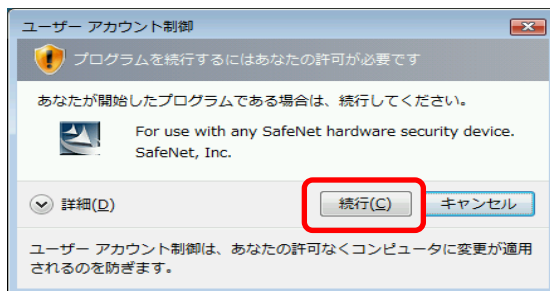 ユーザー アカウント制御
プログラムを続行するにはあなたの許可が必要です
あなたが開始したプログラムである場合は、続行してください。
For use with any SafeNet hardware security device.
SafeNet, Inc.
詳細(D)
続行(C)
キャンセル
ユーザー アカウント制御は、あなたの許可なくコンピュータに変更が適用
されるのを防ぎます。